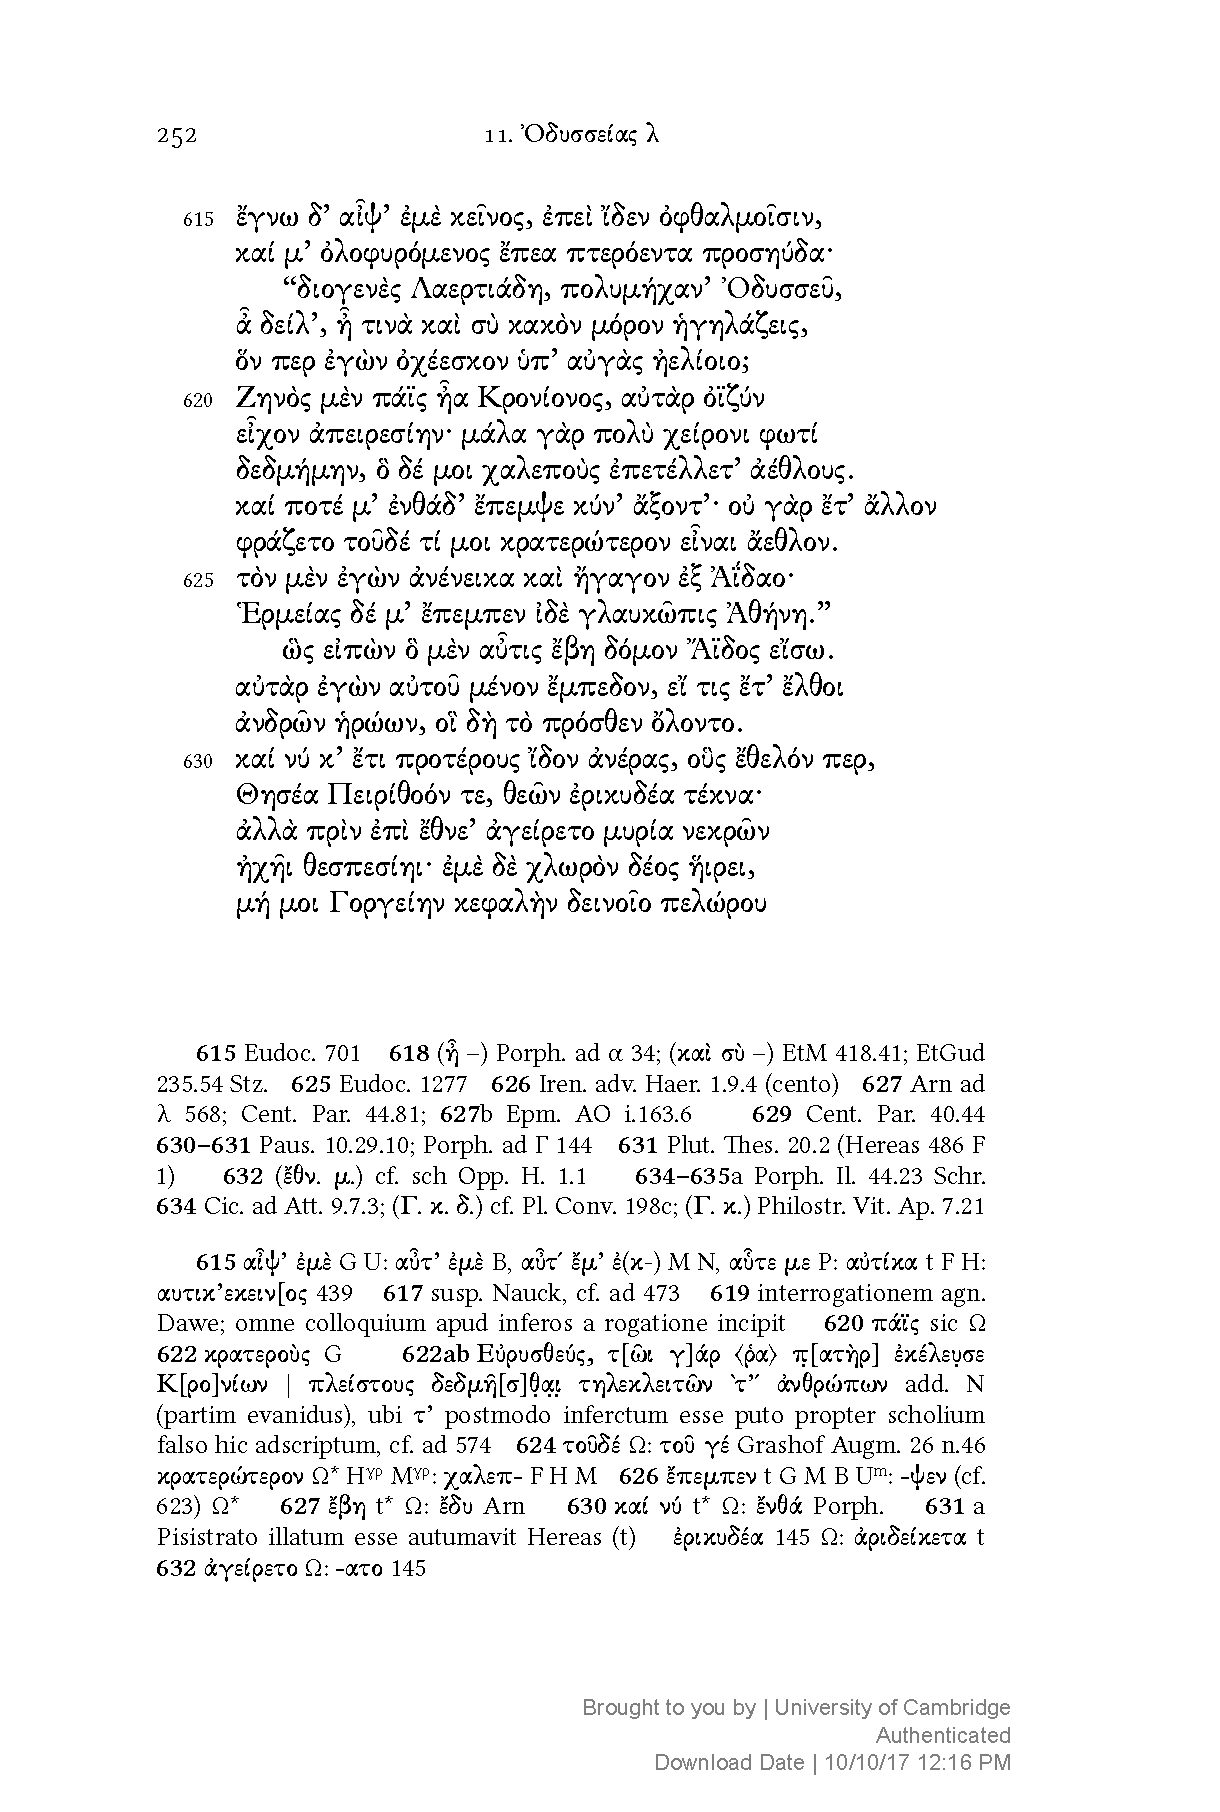 252 11. Ὀδυσσείας λ
615 ἔγνω δ’ αἶψ’ ἐμὲ κεῖνος, ἐπεὶ ἴδεν ὀφθαλμοῖσιν,
καί μ’ ὀλοφυρόμενος ἔπεα πτερόεντα προσηύδα·
“διογενὲς Λαερτιάδη, πολυμήχαν’ Ὀδυσσεῦ,
ἆ δείλ’, ἦ τινὰ καὶ σὺ κακὸν μόρον ἡγηλάζεις,
ὅν περ ἐγὼν ὀχέεσκον ὑπ’ αὐγὰς ἠελίοιο;
620 Ζηνὸς μὲν πάϊς ἦα Κρονίονος, αὐτὰρ ὀϊζύν
εἶχον ἀπειρεσίην· μάλα γὰρ πολὺ χείρονι φωτί
δεδμήμην, ὃ δέ μοι χαλεποὺς ἐπετέλλετ’ ἀέθλους.
καί ποτέ μ’ ἐνθάδ’ ἔπεμψε κύν’ ἄξοντ’· οὐ γὰρ ἔτ’ ἄλλον
φράζετο τοῦδέ τί μοι κρατερώτερον εἶναι ἄεθλον.
625 τὸν μὲν ἐγὼν ἀνένεικα καὶ ἤγαγον ἐξ Ἀΐδαο·
Ἑρμείας δέ μ’ ἔπεμπεν ἰδὲ γλαυκῶπις Ἀθήνη.”
ὣς εἰπὼν ὃ μὲν αὖτις ἔβη δόμον Ἄϊδος εἴσω.
αὐτὰρ ἐγὼν αὐτοῦ μένον ἔμπεδον, εἴ τις ἔτ’ ἔλθοι
ἀνδρῶν ἡρώων, οἳ δὴ τὸ πρόσθεν ὄλοντο.
630 καί νύ κ’ ἔτι προτέρους ἴδον ἀνέρας, οὓς ἔθελόν περ,
Θησέα Πειρίθοόν τε, θεῶν ἐρικυδέα τέκνα·
ἀλλὰ πρὶν ἐπὶ ἔθνε’ ἀγείρετο μυρία νεκρῶν
ἠχῆι θεσπεσίηι· ἐμὲ δὲ χλωρὸν δέος ἥιρει,
μή μοι Γοργείην κεφαλὴν δεινοῖο πελώρου
615 Eudoc. 701 618 (ἦ –) Porph. ad α 34; (καὶ σὺ –) EtM 418.41; EtGud
235.54 Stz. 625 Eudoc. 1277 626 Iren. adv. Haer. 1.9.4 (cento) 627 Arn ad
λ 568; Cent. Par. 44.81; 627b Epm. AO i.163.6 629 Cent. Par. 40.44
630–631 Paus. 10.29.10; Porph. ad Γ 144 631 Plut. Thes. 20.2 (Hereas 486 F
1) 632 (ἔθν. μ.) cf. sch Opp. H. 1.1 634–635a Porph. Il. 44.23 Schr.
634 Cic. ad Att. 9.7.3; (Γ. κ. δ.) cf. Pl. Conv. 198c; (Γ. κ.) Philostr. Vit. Ap. 7.21
615 αἶψ’ ἐμὲ G U: αὖτ’ ἐμὲ B, αὖτ´ ἔμ’ ἐ(κ-) M N, αὖτε με P: αὐτίκα t F H:
αυτικ’εκειν[ος 439 617 susp. Nauck, cf. ad 473 619 interrogationem agn.
Dawe; omne colloquium apud inferos a rogatione incipit 620 πάϊς sic Ω
622 κρατεροὺς G 622ab Εὐρυσθεύς, τ[ῶι γ]άρ ⟨ῥα⟩ π̣[ατὴρ] ἐκέλευ̣σε
Κ[ρο]νίων | πλείστους δεδμῆ[σ]θ̣α̣ι̣ τηλεκλειτῶν `τ’´ ἀνθρώπων add. N
(partim evanidus), ubi τ’ postmodo inferctum esse puto propter scholium
falso hic adscriptum, cf. ad 574 624 τοῦδέ Ω: τοῦ γέ Grashof Augm. 26 n.46
κρατερώτερον Ω* Hᵞᵖ Mᵞᵖ: χαλεπ- F H M 626 ἔπεμπεν t G M B Uᵐ: -ψεν (cf.
623) Ω* 627 ἔβη t* Ω: ἔδυ Arn 630 καί νύ t* Ω: ἔνθά Porph. 631 a
Pisistrato illatum esse autumavit Hereas (t) ἐρικυδέα 145 Ω: ἀριδείκετα t
632 ἀγείρετο Ω: -ατο 145
Brought to you by | University of Cambridge
Authenticated
Download Date | 10/10/17 12:16 PM